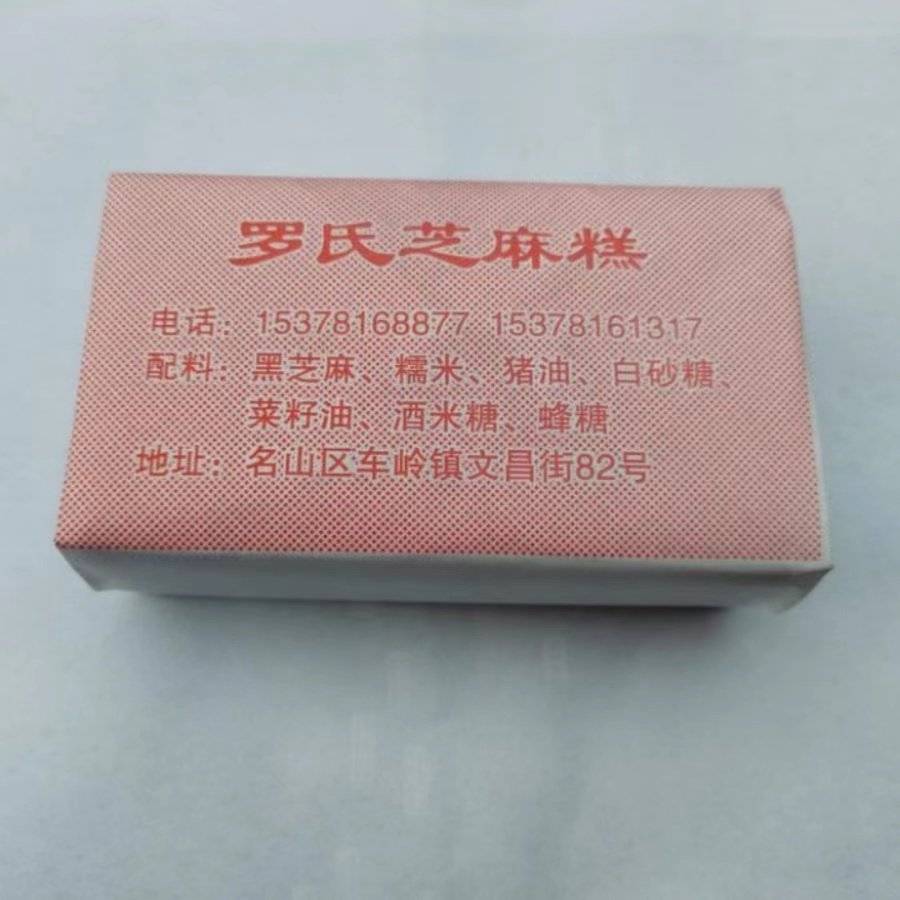 罗氏芝麻糕
电话：15378168877 15378161317
配料：黑芝麻、糯米、猪油、白砂糖、
菜籽油、酒米糖、蜂糖
地址：名山区车岭镇文昌街82号